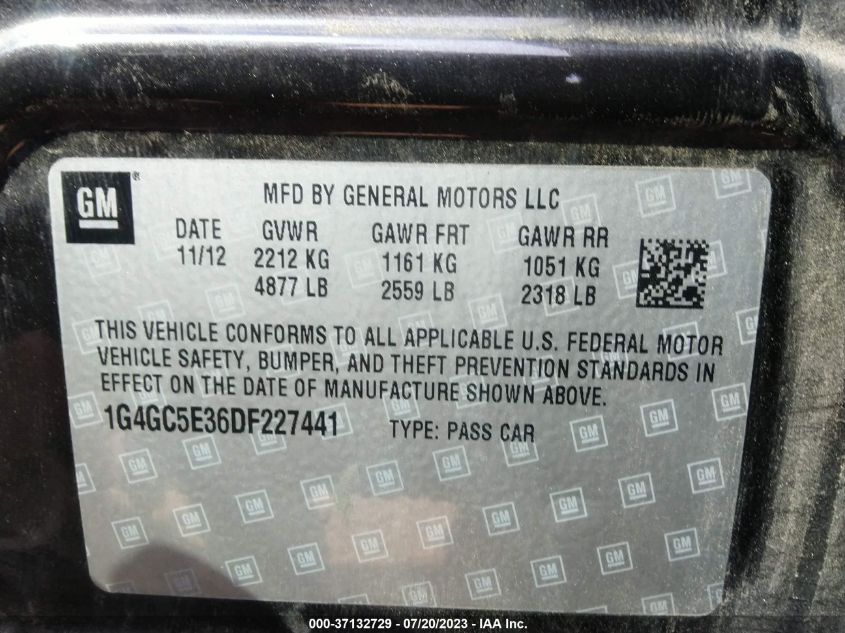 GM
MFD BY GENERAL MOTORS LLC
DATE GVWR GAWR FRT GAWR RR
11/12 2212 KG 1161 KG 1051 KG
4877 LB 2559 LB 2318 LB
THIS VEHICLE CONFORMS TO ALL APPLICABLE U.S. FEDERAL MOTOR
VEHICLE SAFETY, BUMPER, AND THEFT PREVENTION STANDARDS IN
EFFECT ON THE DATE OF MANUFACTURE SHOWN ABOVE.
1G4GC5E36DF227441 TYPE: PASS CAR
000-37132729 - 07/20/2023 - IAA Inc.